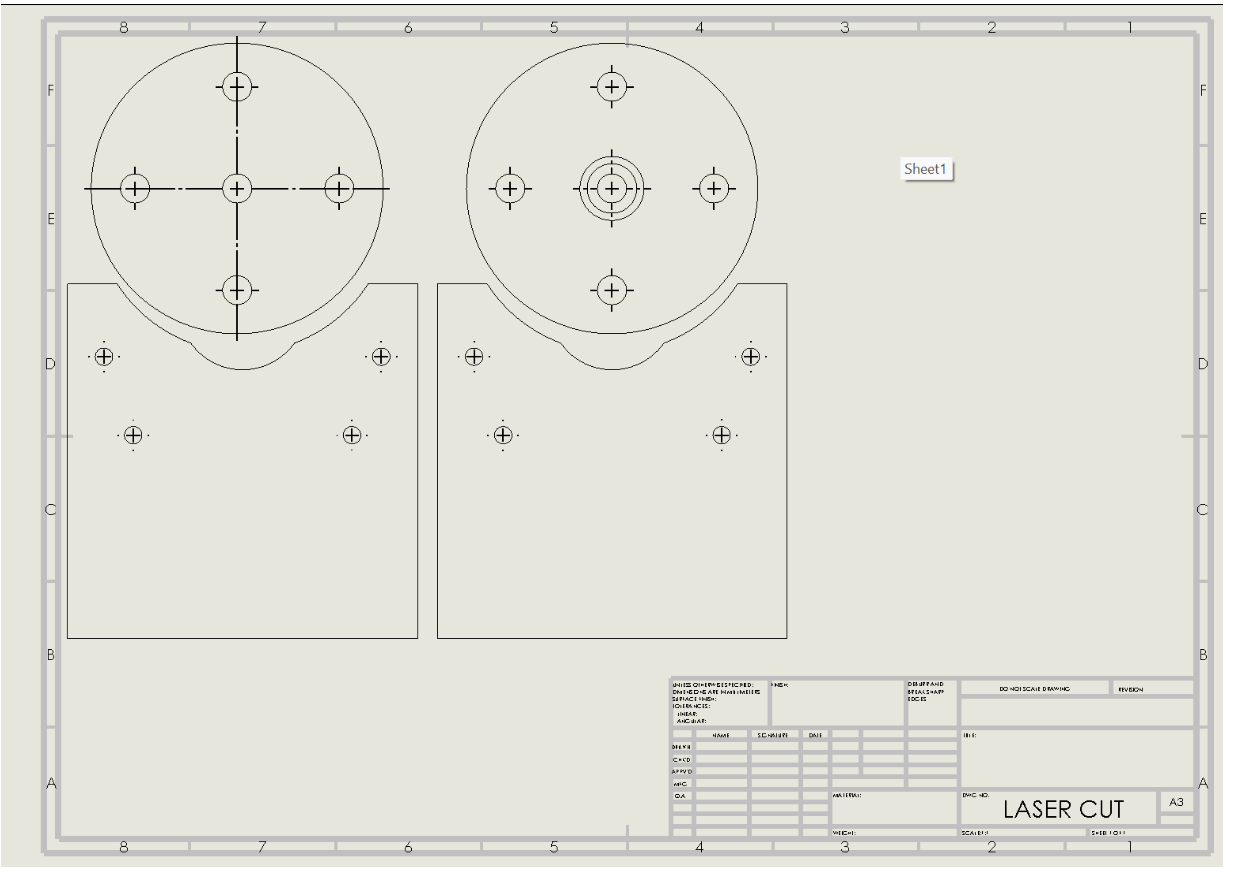 8 7 6 5 4 3 2 1
F F
Sheet1
E E
D D
C C
B B
UNLESS OTHERWISE SPECIFIED: FINISH: DEBURR AND
DIMENSIONS ARE IN MILLIMETERS BREAK SHARP DO NOT SCALE DRAWING REVISION
SURFACE FINISH: EDGES
TOLERANCES:
LINEAR:
ANGULAR:
NAME SIGNATURE DATE TITLE:
DRAWN
CHK'D
APPV'D
MFG
Q.A MATERIAL: DWG NO.
A A
LASER CUT A3
WEIGHT: SCALE:1:1 SHEET 1 OF 1
8 7 6 5 4 3 2 1